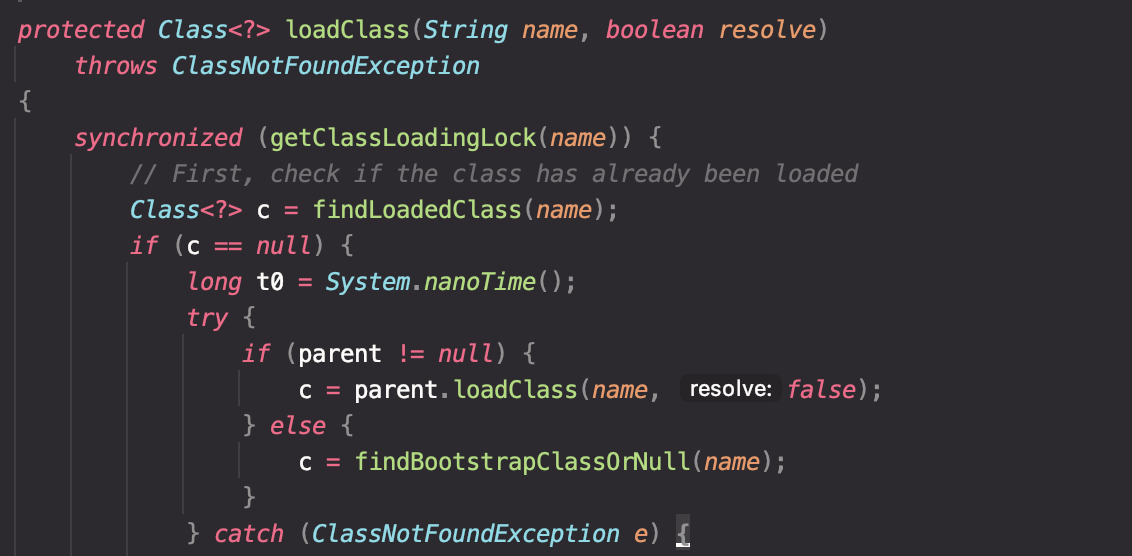 protected Class<?> loadClass(String name, boolean resolve)
    throws ClassNotFoundException
{
    synchronized (getClassLoadingLock(name)) {
        // First, check if the class has already been loaded
        Class<?> c = findLoadedClass(name);
        if (c == null) {
            long t0 = System.nanoTime();
            try {
                if (parent != null) {
                    c = parent.loadClass(name, resolve: false);
                } else {
                    c = findBootstrapClassOrNull(name);
                }
            } catch (ClassNotFoundException e) {